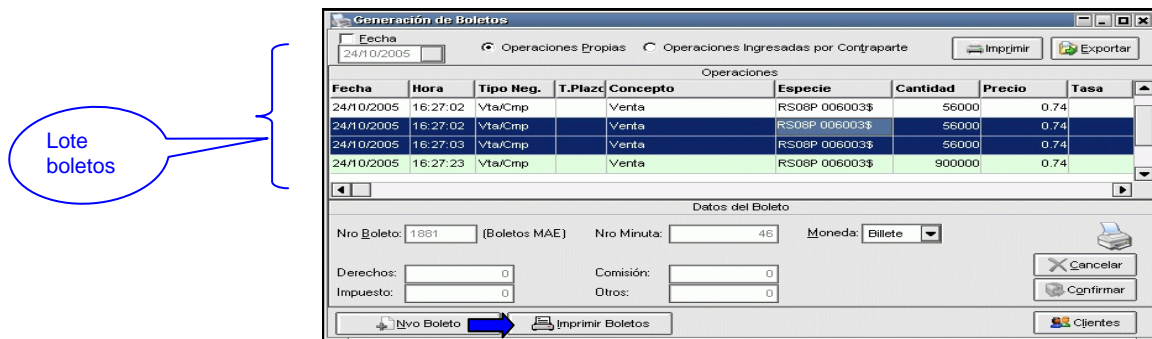 Generación de Boletos
Fecha
24/10/2005
Operaciones Propias
Operaciones Ingresadas por Contraparte
Imprimir
Exportar
Operaciones
Fecha Hora Tipo Neg. T.Plazo Concepto Especie Cantidad Precio Tasa
24/10/2005 16:27:02 Vta/Cmp Venta RS08P 006003$ 56000 0.74
24/10/2005 16:27:02 Vta/Cmp Venta RS08P 006003$ 56000 0.74
24/10/2005 16:27:03 Vta/Cmp Venta RS08P 006003$ 56000 0.74
24/10/2005 16:27:23 Vta/Cmp Venta RS08P 006003$ 900000 0.74
Lote
boletos
Datos del Boleto
Nro Boleto: 1881 (Boletos MAE) Nro Minuta: 46 Moneda: Billete
Derechos: 0 Comisión: 0
Cancelar
Impuesto: 0 Otros: 0
Confirmar
Nvo Boleto
Imprimir Boletos
Clientes